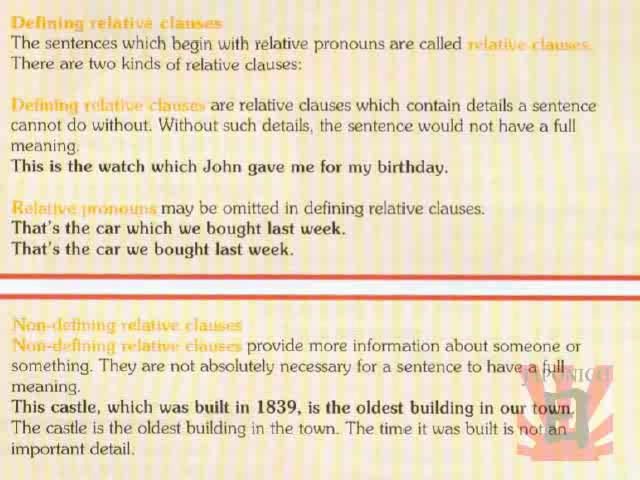 Defining relative clauses
The sentences which begin with relative pronouns are called relative clauses.
There are two kinds of relative clauses:
Defining relative clauses are relative clauses which contain details a sentence
cannot do without. Without such details, the sentence would not have a full
meaning.
This is the watch which John gave me for my birthday.
Relative pronouns may be omitted in defining relative clauses.
That's the car which we bought last week.
That's the car we bought last week.
Non-defining relative clauses
Non-defining relative clauses provide more information about someone or
something. They are not absolutely necessary for a sentence to have a full
meaning.
This castle, which was built in 1839, is the oldest building in our town.
The castle is the oldest building in the town. The time it was built is not an
important detail.
日